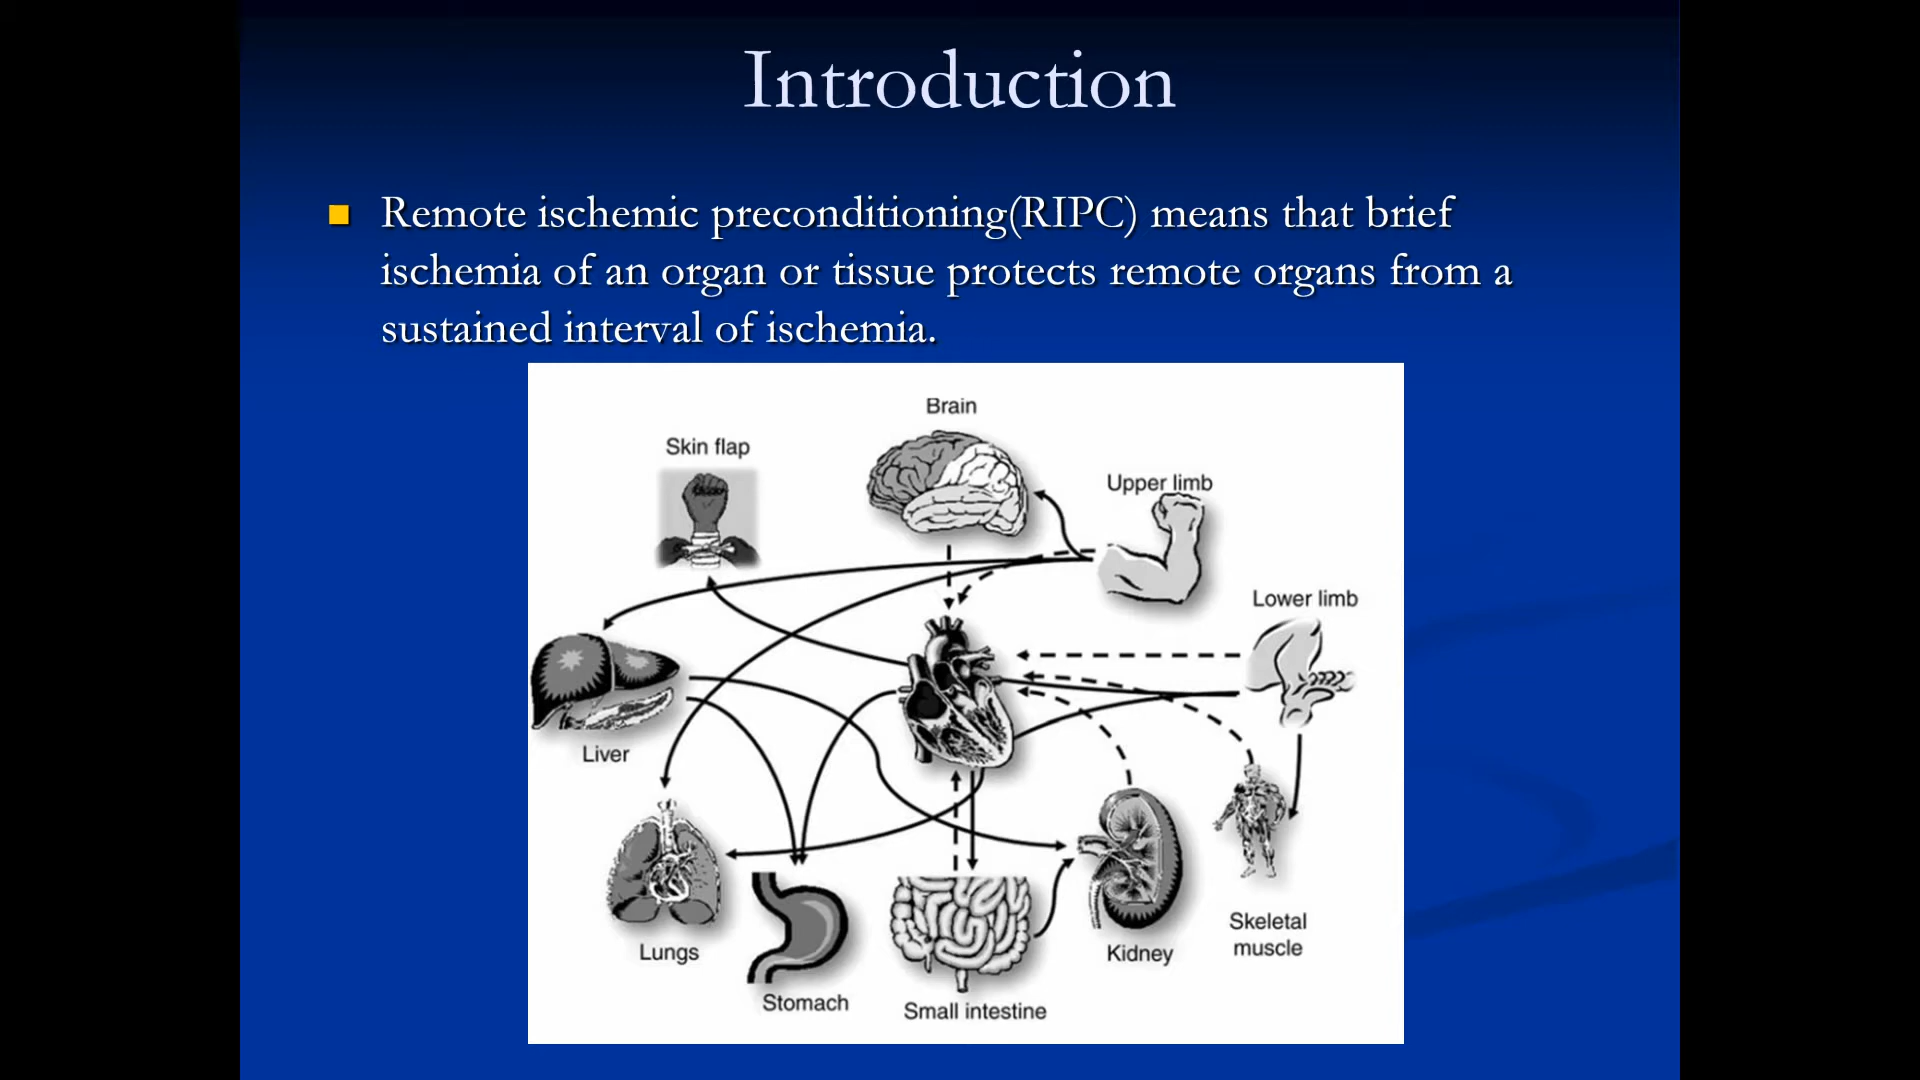 Introduction
Remote ischemic preconditioning(RIPC) means that brief
ischemia of an organ or tissue protects remote organs from a
sustained interval of ischemia.
Brain
Skin flap
Upper limb
Lower limb
Liver
Lungs
Stomach
Small intestine
Kidney
Skeletal
muscle